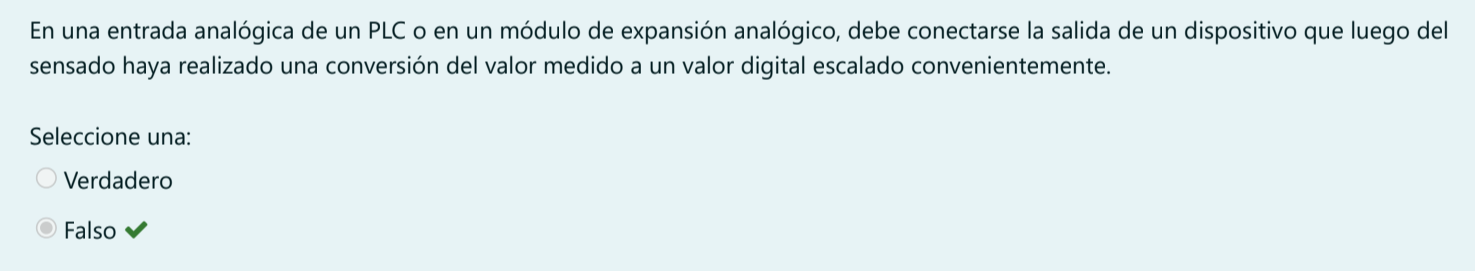 En una entrada analógica de un PLC o en un módulo de expansión analógico, debe conectarse la salida de un dispositivo que luego del
sensado haya realizado una conversión del valor medido a un valor digital escalado convenientemente.
Seleccione una:
Verdadero
Falso